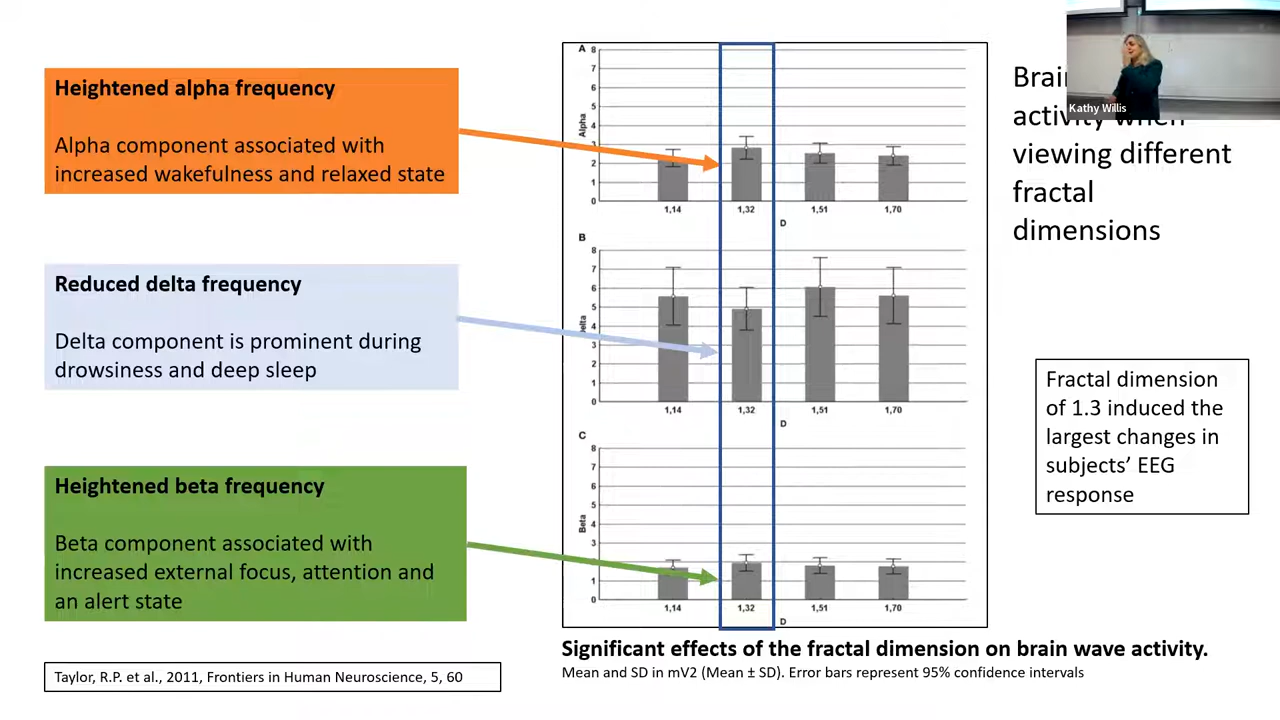 Heightened alpha frequency
Alpha component associated with
increased wakefulness and relaxed state
Reduced delta frequency
Delta component is prominent during
drowsiness and deep sleep
Heightened beta frequency
Beta component associated with
increased external focus, attention and
an alert state
Taylor, R.P. et al., 2011, Frontiers in Human Neuroscience, 5, 60
A
8
7
6
5
4
3
2
1
0
Alpha
1,14 1,32 1,51 1,70
D
B
8
7
6
5
4
3
2
1
0
1,14 1,32 1,51 1,70
D
C
8
7
6
5
4
3
2
1
0
Beta
1,14 1,32 1,51 1,70
D
Significant effects of the fractal dimension on brain wave activity.
Mean and SD in mV2 (Mean ± SD). Error bars represent 95% confidence intervals
Kathy Willis
activity when
viewing different
fractal
dimensions
Fractal dimension
of 1.3 induced the
largest changes in
subjects’ EEG
response